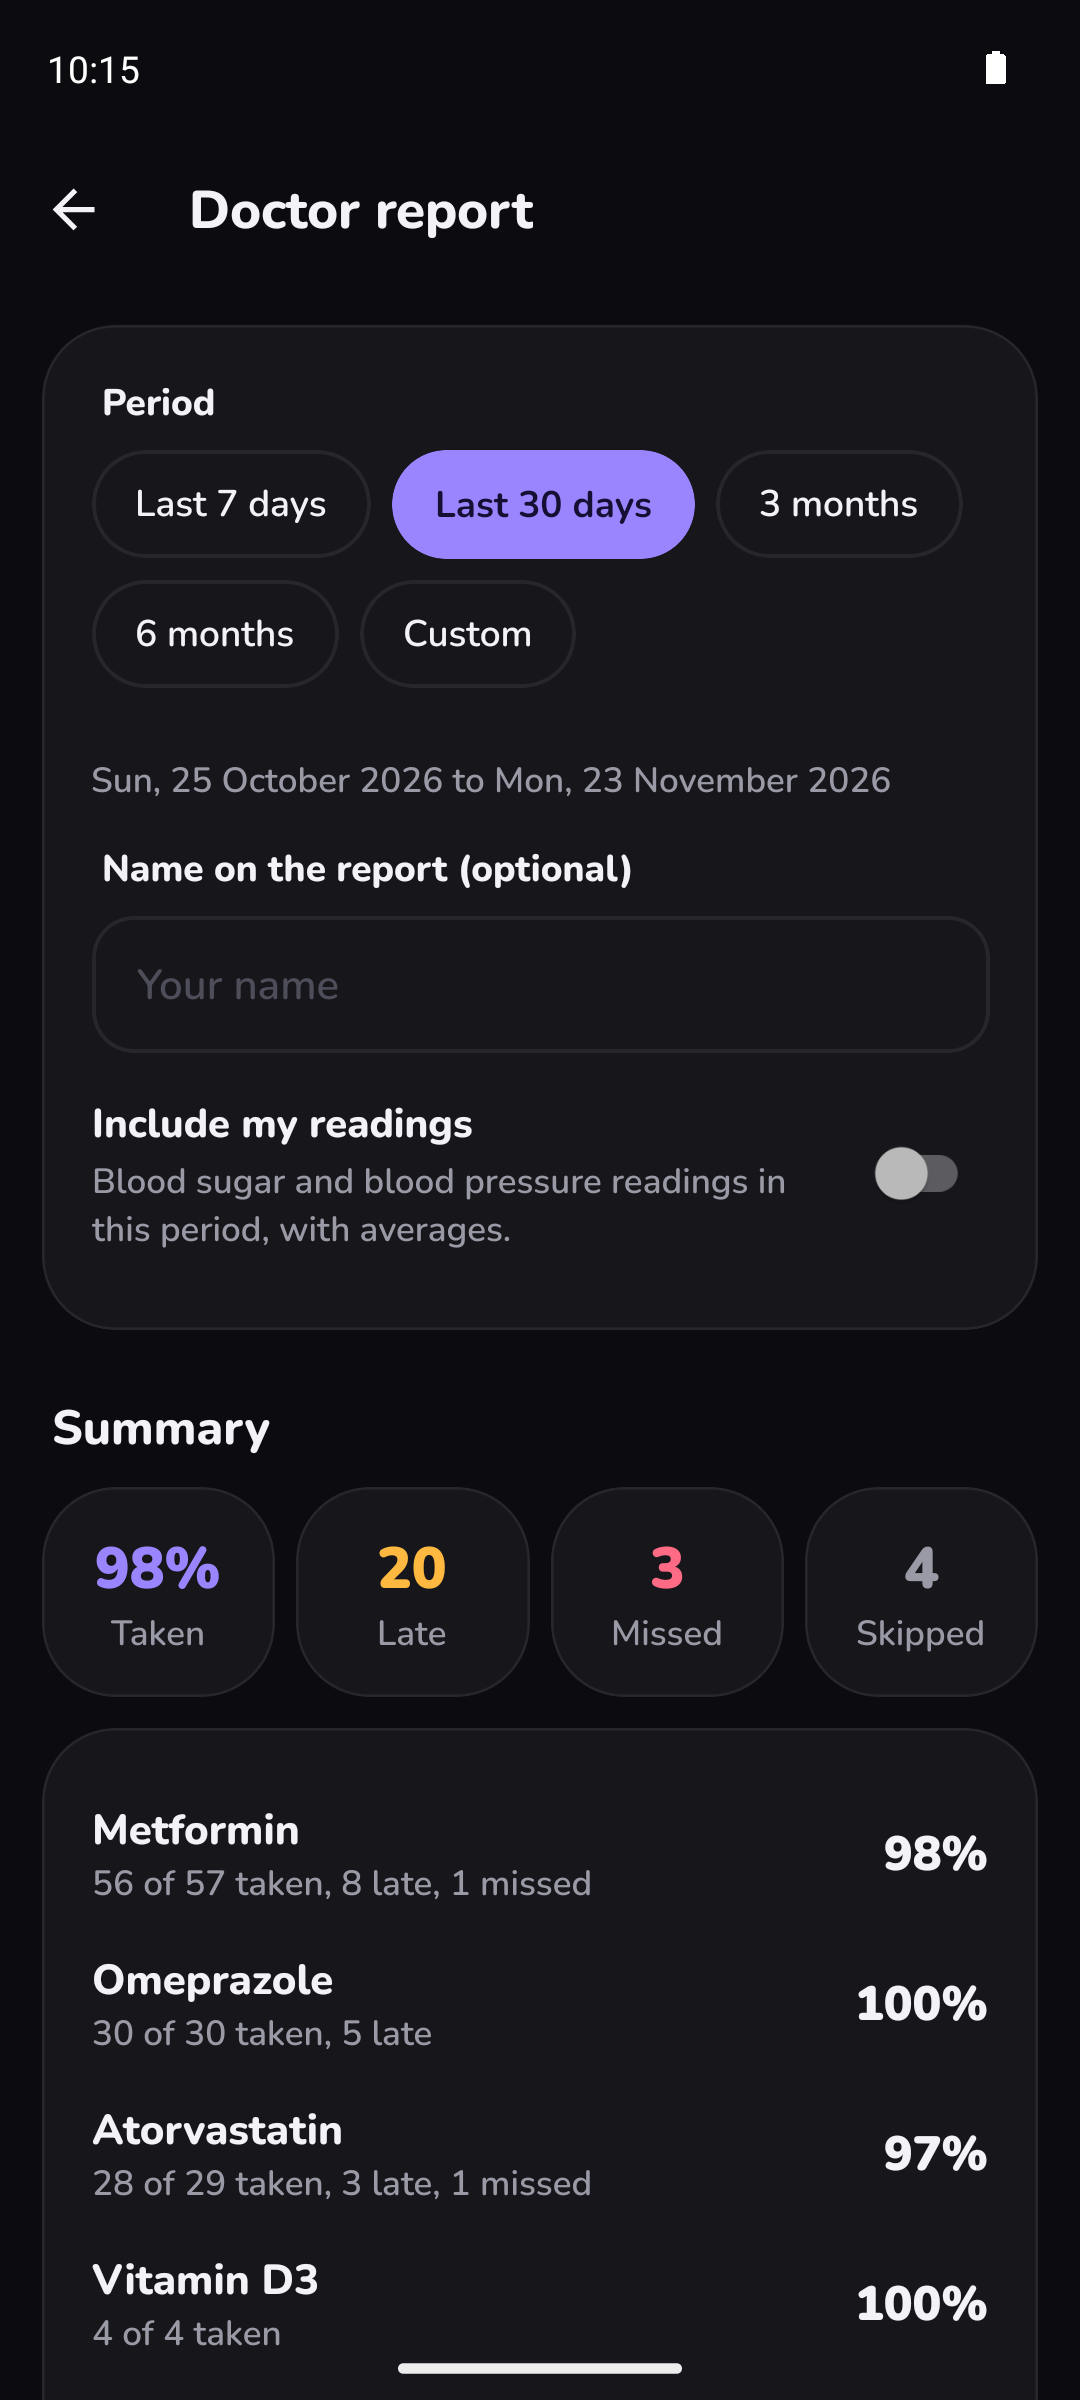 10:15
Doctor report
Period
Last 7 days
Last 30 days
3 months
6 months
Custom
Sun, 25 October 2026 to Mon, 23 November 2026
Name on the report (optional)
Your name
Include my readings
Blood sugar and blood pressure readings in
this period, with averages.
Summary
98%
Taken
20
Late
3
Missed
4
Skipped
Metformin
56 of 57 taken, 8 late, 1 missed
98%
Omeprazole
30 of 30 taken, 5 late
100%
Atorvastatin
28 of 29 taken, 3 late, 1 missed
97%
Vitamin D3
4 of 4 taken
100%